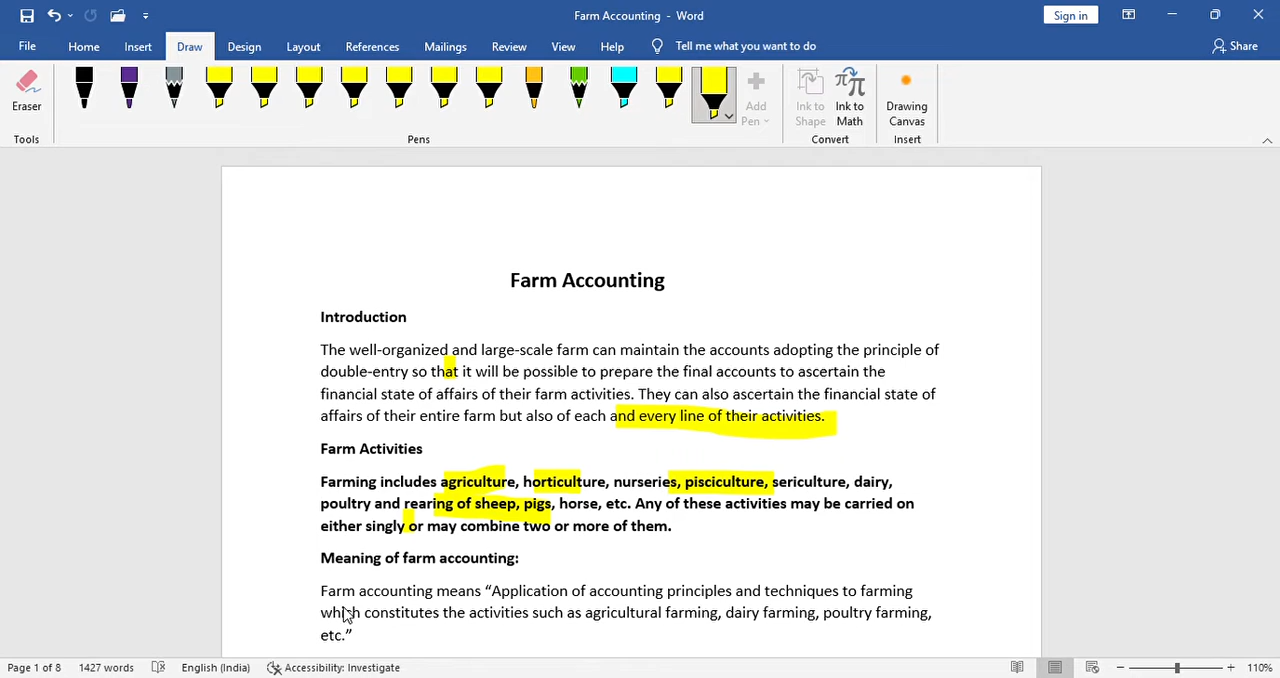 Farm Accounting - Word
Sign in
File Home Insert Draw Design Layout References Mailings Review View Help Tell me what you want to do Share
Eraser
Add Pen
Ink to Shape
Ink to Math
Drawing Canvas
Tools Pens Convert Insert
Farm Accounting
Introduction
The well-organized and large-scale farm can maintain the accounts adopting the principle of
double-entry so that it will be possible to prepare the final accounts to ascertain the
financial state of affairs of their farm activities. They can also ascertain the financial state of
affairs of their entire farm but also of each and every line of their activities.
Farm Activities
Farming includes agriculture, horticulture, nurseries, pisciculture, sericulture, dairy,
poultry and rearing of sheep, pigs, horse, etc. Any of these activities may be carried on
either singly or may combine two or more of them.
Meaning of farm accounting:
Farm accounting means “Application of accounting principles and techniques to farming
which constitutes the activities such as agricultural farming, dairy farming, poultry farming,
etc.”
Page 1 of 8 1427 words English (India) Accessibility: Investigate 110%